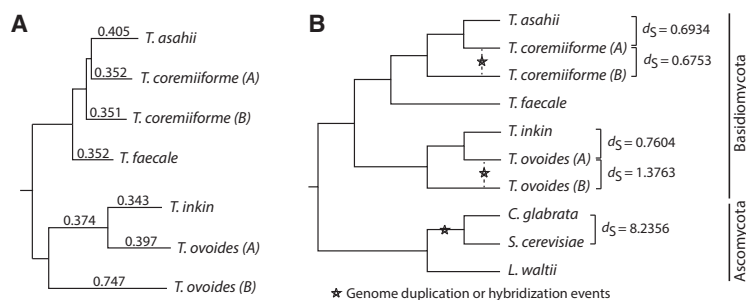 A
0.405
T. asahii
0.352
T. coremiiforme (A)
0.351
T. coremiiforme (B)
0.352
T. faecale
0.343
T. inkin
0.374
0.397
T. ovoides (A)
0.747
T. ovoides (B)
B
T. asahii
dS = 0.6934
T. coremiiforme (A)
dS = 0.6753
T. coremiiforme (B)
T. faecale
T. inkin
dS = 0.7604
T. ovoides (A)
dS = 1.3763
T. ovoides (B)
C. glabrata
dS = 8.2356
S. cerevisiae
L. waltii
Basidiomycota
Ascomycota
☆ Genome duplication or hybridization events